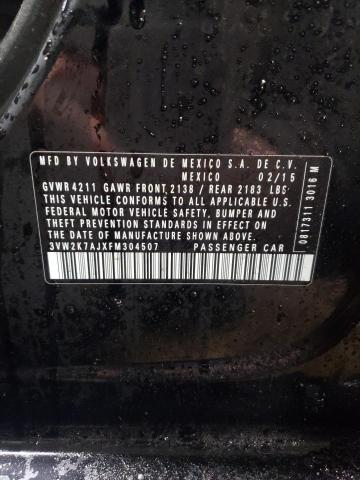 MFD BY VOLKSWAGEN DE MEXICO S.A. DE C.V.
MEXICO 02/15
GVWR 4211 GAWR FRONT 2138 / REAR 2183 LBS
THIS VEHICLE CONFORMS TO ALL APPLICABLE
FEDERAL MOTOR VEHICLE SAFETY, BUMPER AND
THEFT PREVENTION STANDARDS IN EFFECT ON
THE DATE OF MANUFACTURE SHOWN ABOVE.
3VW2K7AJXFM304507 PASSENGER CAR
0817311 3016 M